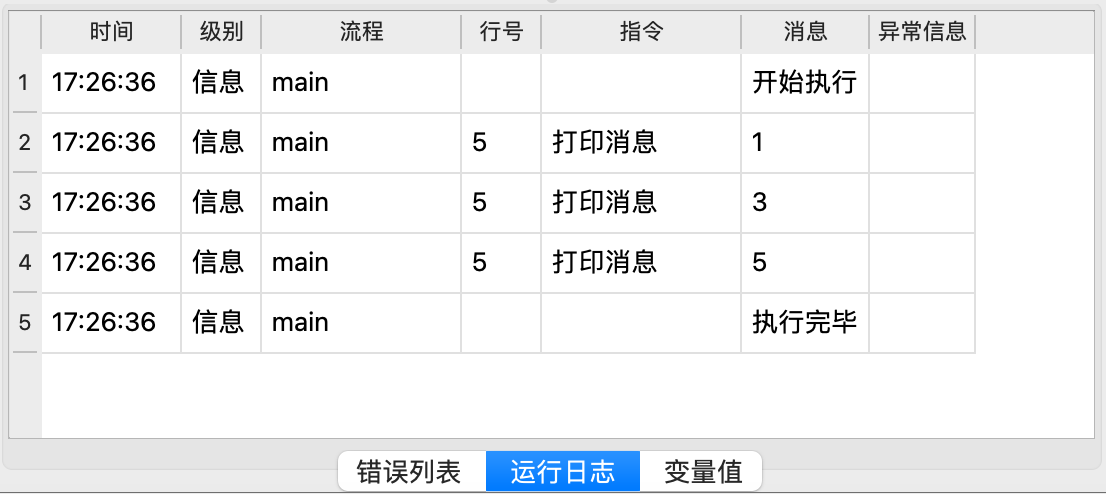 时间 级别 流程 行号 指令 消息 异常信息
1 17:26:36 信息 main 开始执行
2 17:26:36 信息 main 5 打印消息 1
3 17:26:36 信息 main 5 打印消息 3
4 17:26:36 信息 main 5 打印消息 5
5 17:26:36 信息 main 执行完毕
错误列表 运行日志 变量值